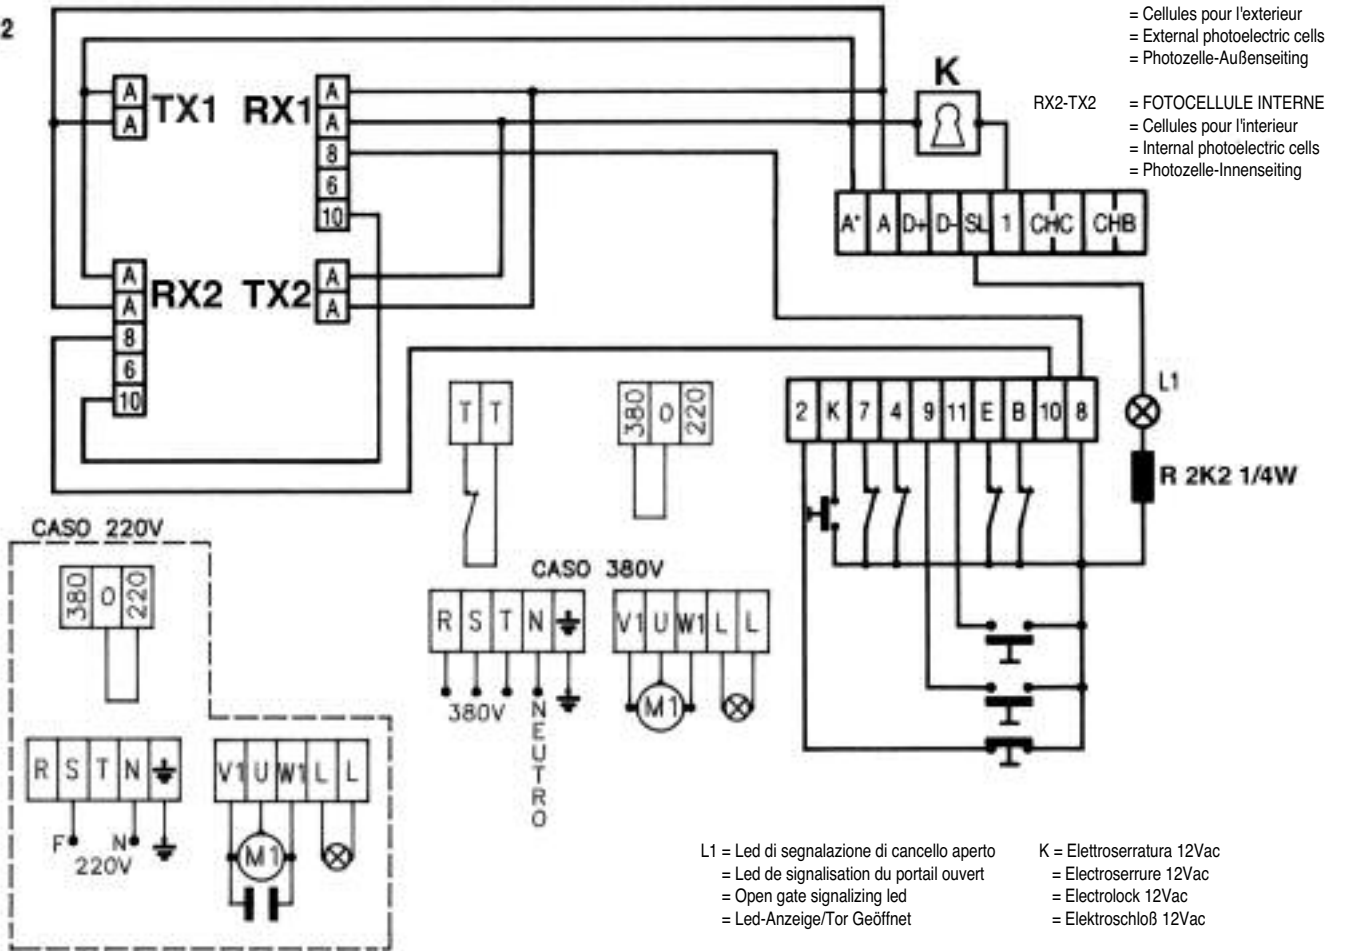 2
= Cellules pour l'exterieur
= External photoelectric cells
= Photozelle-Außenseiting
RX2-TX2 = FOTOCELLULE INTERNE
= Cellules pour l'interieur
= Internal photoelectric cells
= Photozelle-Innenseiting
K
A
A
TX1
RX1
A
A
8
6
10
A* A D+ D- SL 1 CHC CHB
A
A
8
6
10
RX2
TX2
A
A
T T
380 0 220
2 K 7 4 9 11 E B 10 8
L1
R 2K2 1/4W
CASO 220V
380 0 220
CASO 380V
R S T N
V1 U W1 L L
380V
NEUTRO
M1
R S T N
V1 U W1 L L
F N
220V
M1
L1 = Led di segnalazione di cancello aperto
= Led de signalisation du portail ouvert
= Open gate signalizing led
= Led-Anzeige/Tor Geöffnet
K = Elettroserratura 12Vac
= Electroserrure 12Vac
= Electrolock 12Vac
= Elektroschloß 12Vac